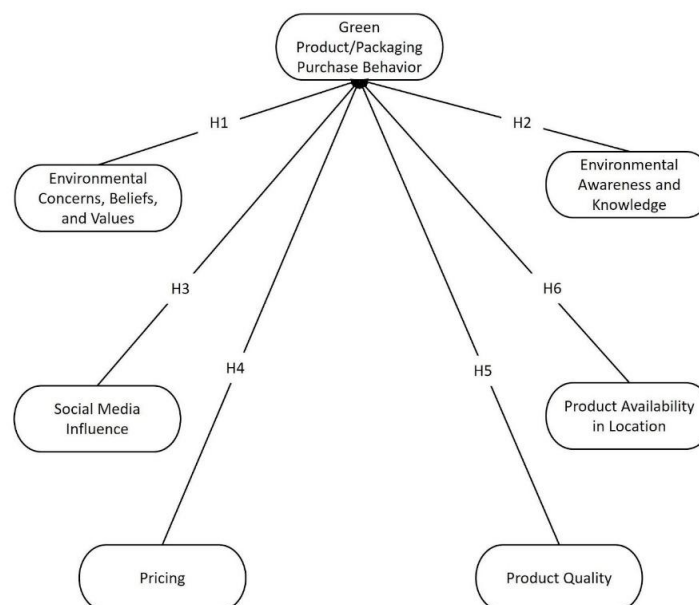 Green
Product/Packaging
Purchase Behavior
H1
H2
Environmental
Concerns, Beliefs,
and Values
Environmental
Awareness and
Knowledge
H3
H6
H4
H5
Social Media
Influence
Product Availability
in Location
Pricing
Product Quality